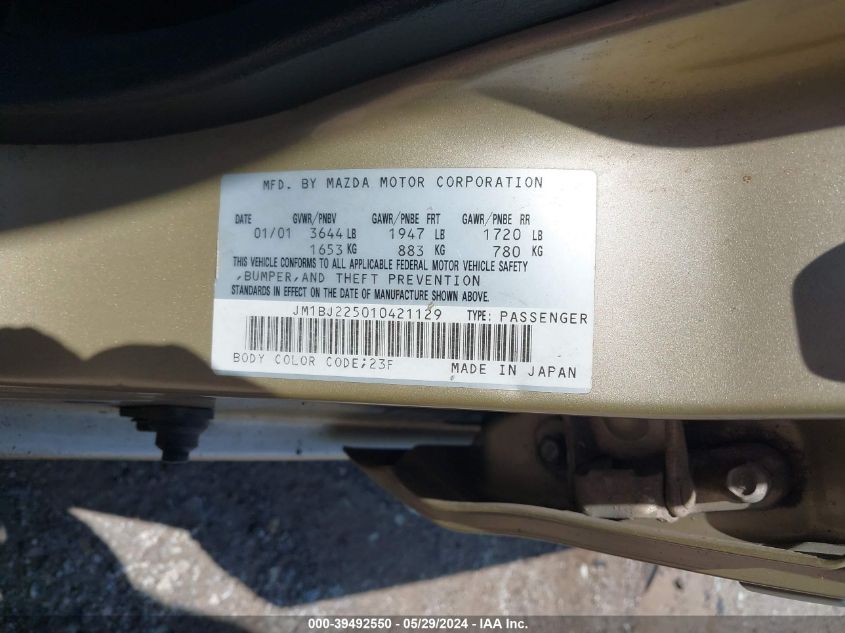 MFD. BY MAZDA MOTOR CORPORATION
DATE GVWR/PNBV GAWR/PNBE FRT GAWR/PNBE RR
01/01 3644 LB 1947 LB 1720 LB
1653 KG 883 KG 780 KG
THIS VEHICLE CONFORMS TO ALL APPLICABLE FEDERAL MOTOR VEHICLE SAFETY
,BUMPER,AND THEFT PREVENTION
STANDARDS IN EFFECT ON THE DATE OF MANUFACTURE SHOWN ABOVE.
JM1BJ225010421129 TYPE: PASSENGER
BODY COLOR CODE;23F MADE IN JAPAN
000-39492550 - 05/29/2024 - IAA Inc.